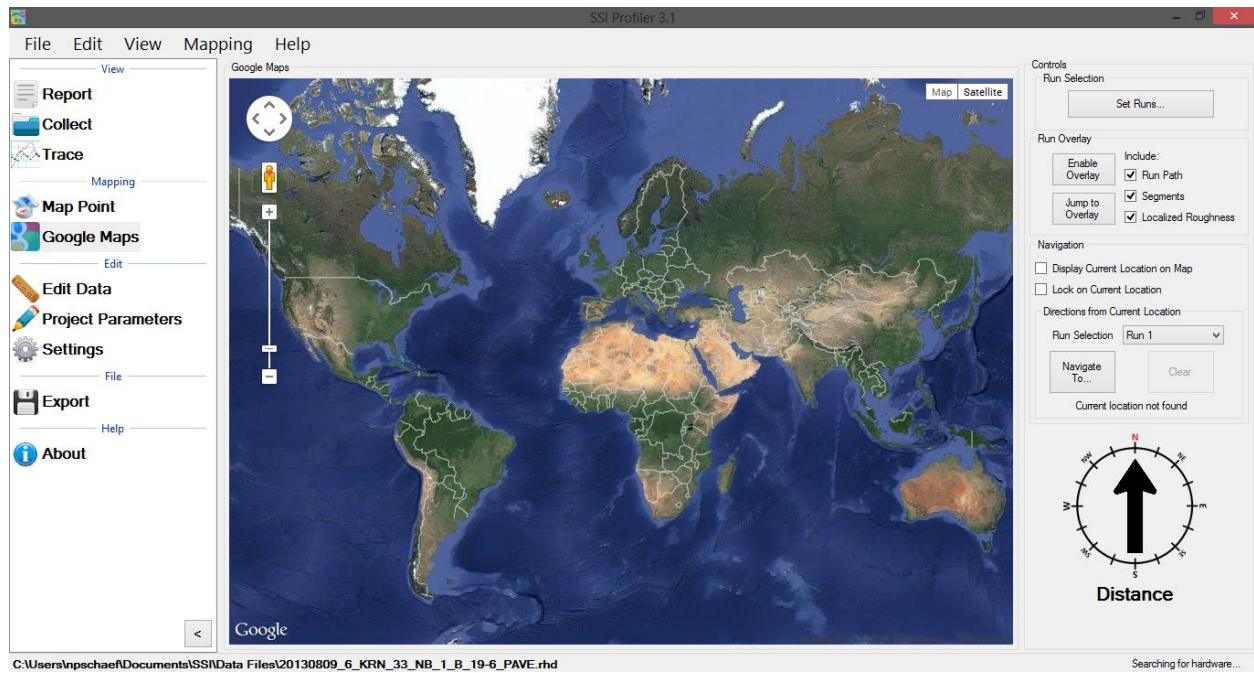 SSI Profiler 3.1
File Edit View Mapping Help
View
Report
Collect
Trace
Mapping
Map Point
Google Maps
Edit
Edit Data
Project Parameters
Settings
File
Export
Help
About
<
Google Maps
Map Satellite
Google
Controls
Run Selection
Set Runs...
Run Overlay
Enable Overlay
Include:
Run Path
Jump to Overlay
Segments
Localized Roughness
Navigation
Display Current Location on Map
Lock on Current Location
Directions from Current Location
Run Selection Run 1
Navigate To...
Clear
Current location not found
N
NE
E
SE
S
SW
W
NW
Distance
C:\Users\npschaef\Documents\SSI\Data Files\20130809_6_KRN_33_NB_1_B_19-6_PAVE.rhd
Searching for hardware...